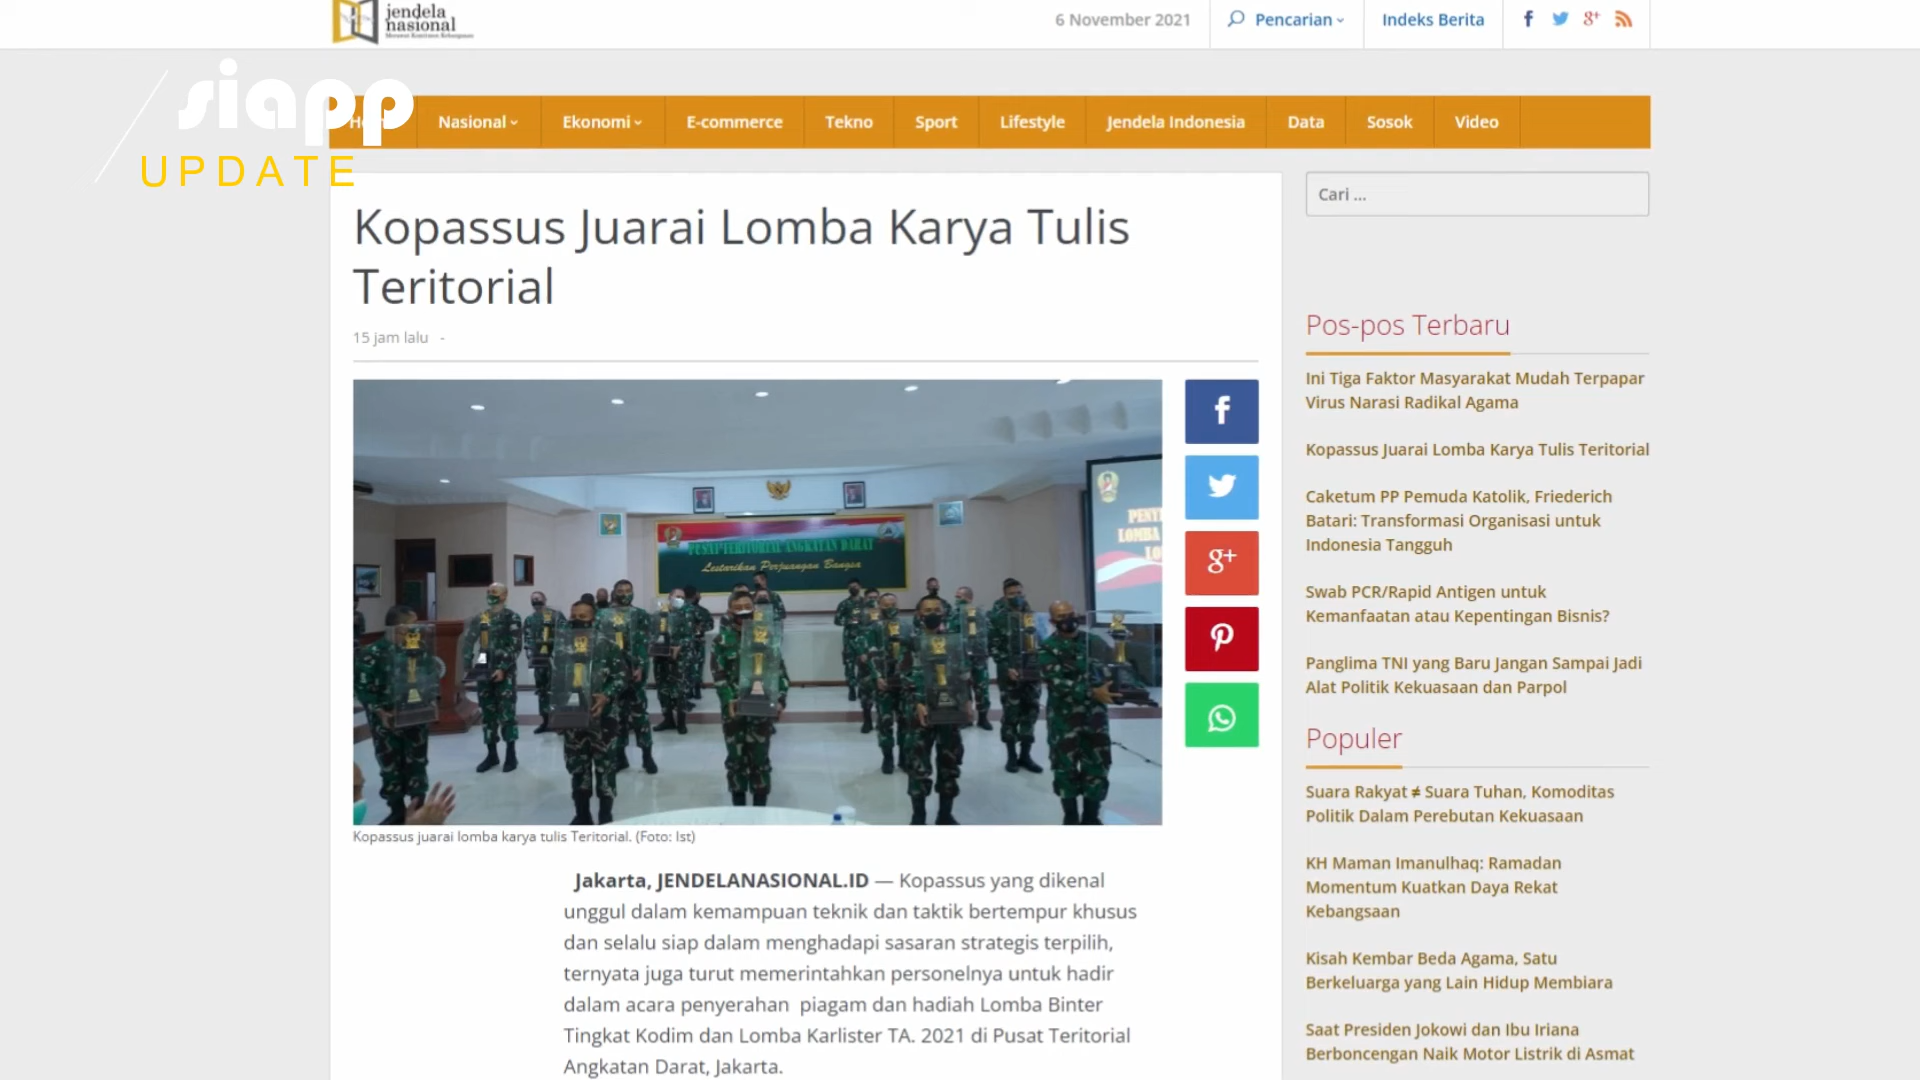 jendela
nasional
6 November 2021
Pencarian
Indeks Berita
siapp
UPDATE
Nasional
Ekonomi
E-commerce
Tekno
Sport
Lifestyle
Jendela Indonesia
Data
Sosok
Video
Kopassus Juarai Lomba Karya Tulis
Teritorial
15 jam lalu -
PUSAT TERITORIAL ANGKATAN DARAT
Lestarikan Perjuangan Bangsa
LOMBA
Kopassus juarai lomba karya tulis Teritorial. (Foto: Ist)
Jakarta, JENDELANASIONAL.ID — Kopassus yang dikenal
unggul dalam kemampuan teknik dan taktik bertempur khusus
dan selalu siap dalam menghadapi sasaran strategis terpilih,
ternyata juga turut memerintahkan personelnya untuk hadir
dalam acara penyerahan piagam dan hadiah Lomba Binter
Tingkat Kodim dan Lomba Karlister TA. 2021 di Pusat Teritorial
Angkatan Darat, Jakarta.
Cari ...
Pos-pos Terbaru
Ini Tiga Faktor Masyarakat Mudah Terpapar
Virus Narasi Radikal Agama
Kopassus Juarai Lomba Karya Tulis Teritorial
Caketum PP Pemuda Katolik, Friederich
Batari: Transformasi Organisasi untuk
Indonesia Tangguh
Swab PCR/Rapid Antigen untuk
Kemanfaatan atau Kepentingan Bisnis?
Panglima TNI yang Baru Jangan Sampai Jadi
Alat Politik Kekuasaan dan Parpol
Populer
Suara Rakyat ≠ Suara Tuhan, Komoditas
Politik Dalam Perebutan Kekuasaan
KH Maman Imanulhaq: Ramadan
Momentum Kuatkan Daya Rekat
Kebangsaan
Kisah Kembar Beda Agama, Satu
Berkeluarga yang Lain Hidup Membiara
Saat Presiden Jokowi dan Ibu Iriana
Berboncengan Naik Motor Listrik di Asmat